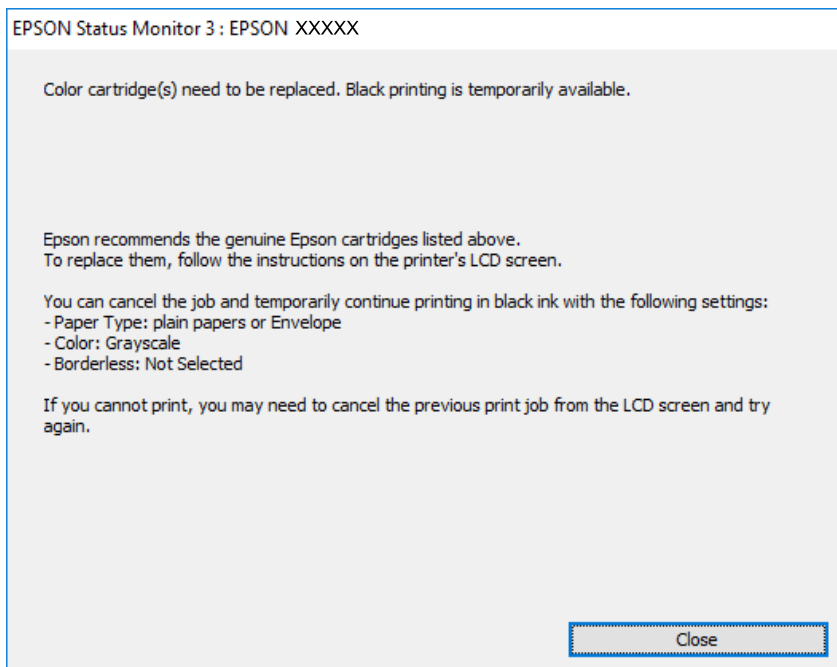 EPSON Status Monitor 3 : EPSON XXXXX
Color cartridge(s) need to be replaced. Black printing is temporarily available.
Epson recommends the genuine Epson cartridges listed above.
To replace them, follow the instructions on the printer's LCD screen.
You can cancel the job and temporarily continue printing in black ink with the following settings:
- Paper Type: plain papers or Envelope
- Color: Grayscale
- Borderless: Not Selected
If you cannot print, you may need to cancel the previous print job from the LCD screen and try
again.
Close